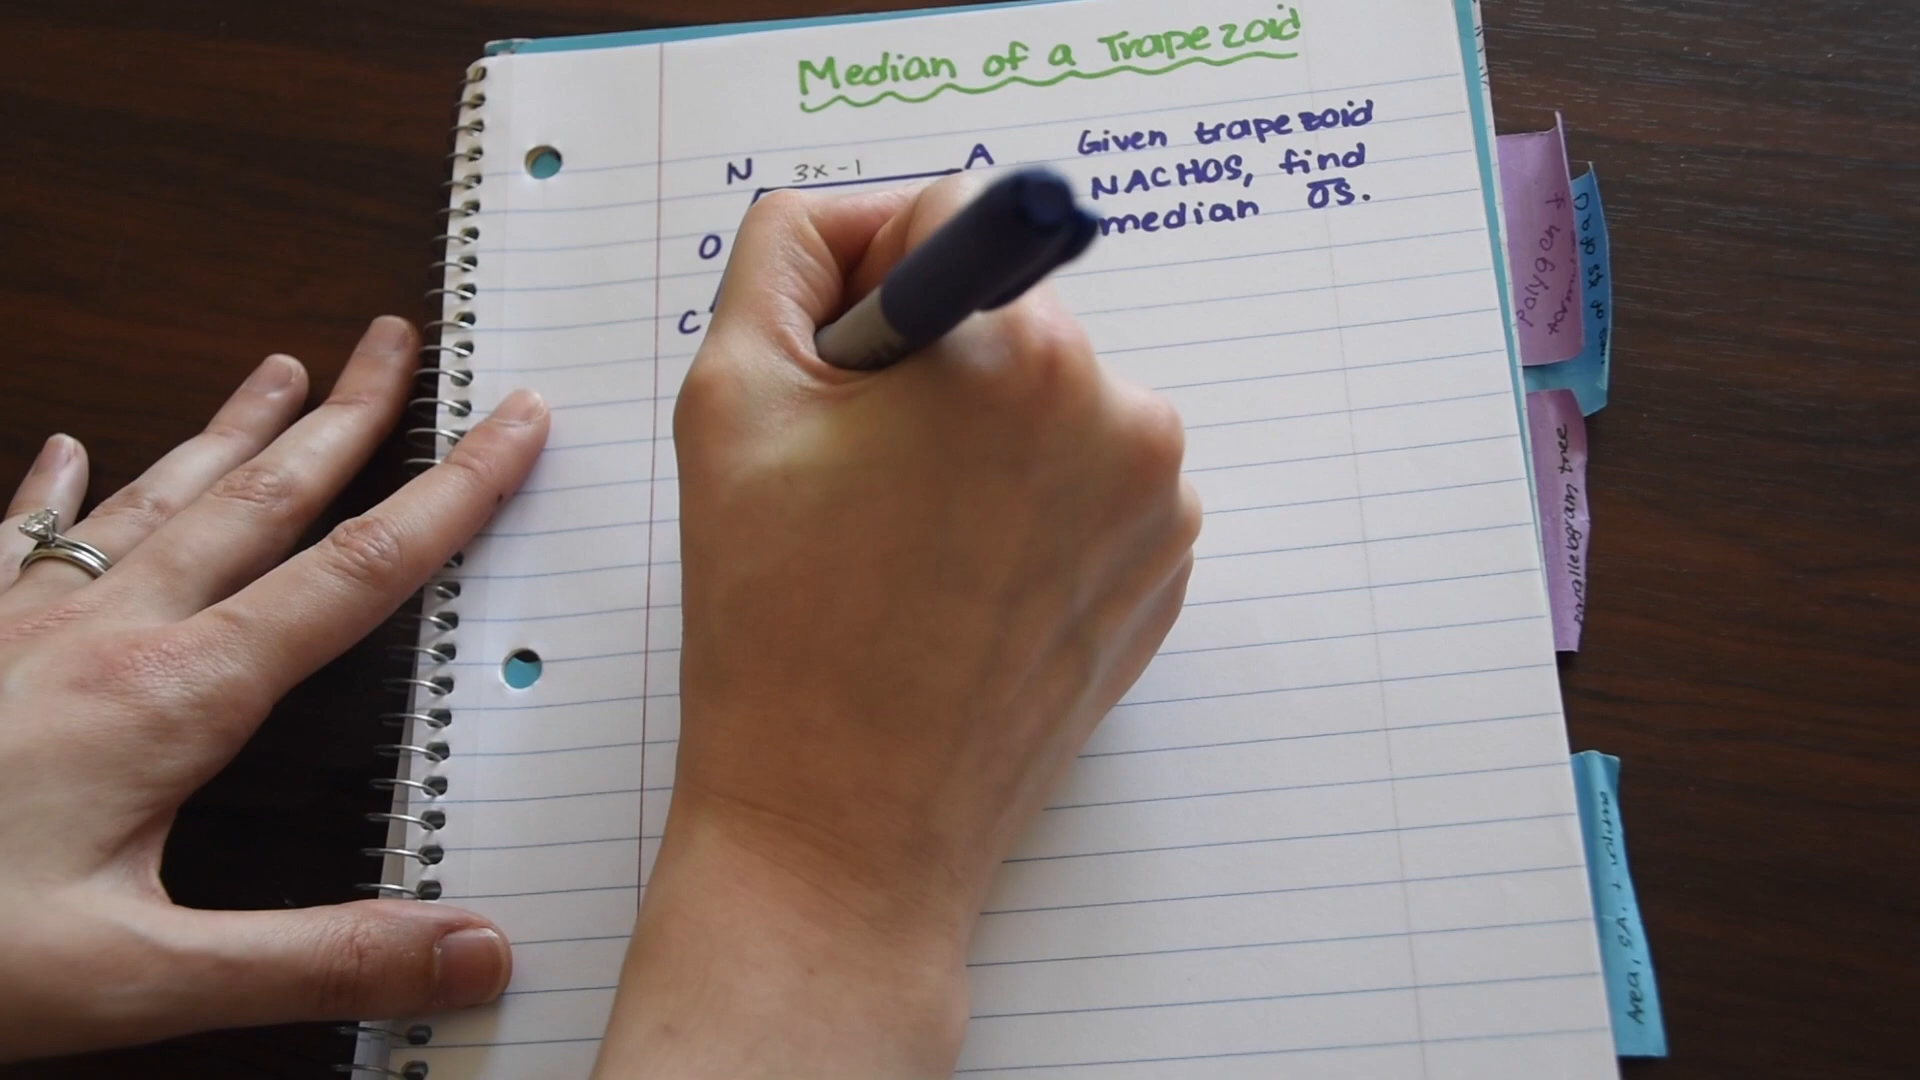 Median of a Trapezoid
N 3x-1 A
O
C
Given trapezoid
NACHOS, find
median OS.
Polygon +
parallelogram tree
Area, SA, + volume